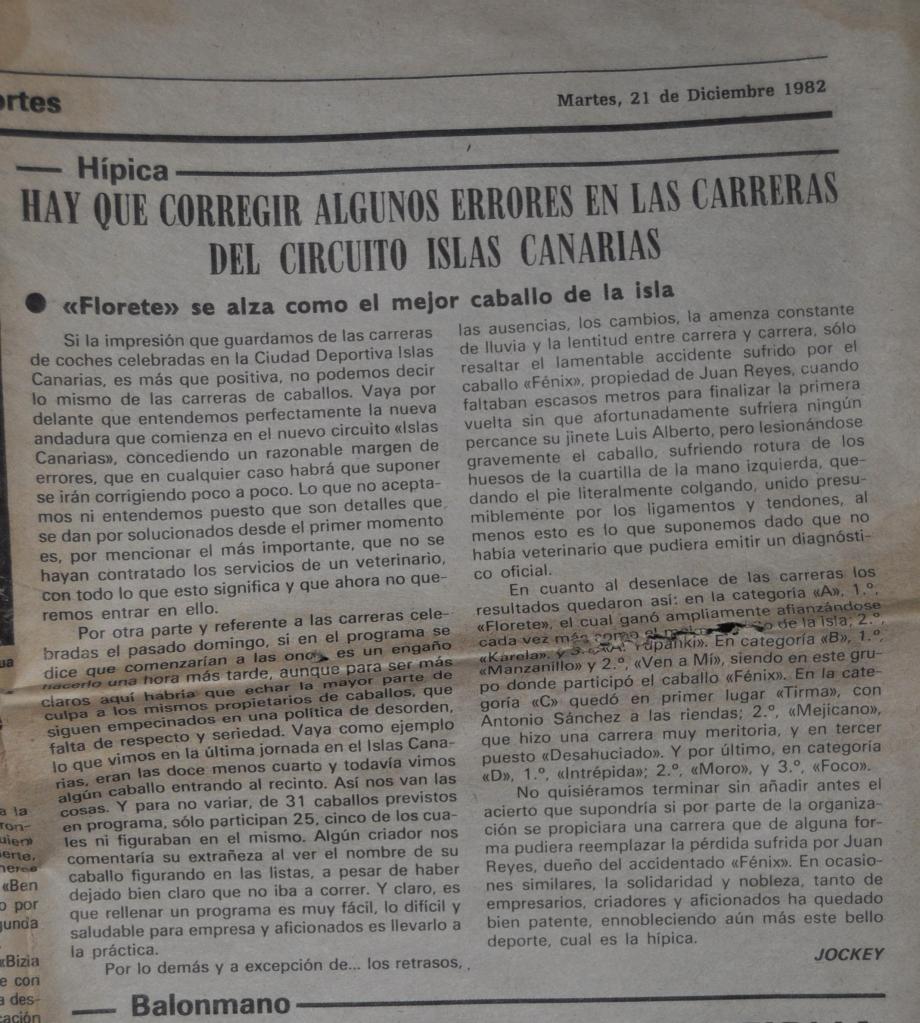 ortes
Martes, 21 de Diciembre 1982
Hípica
HAY QUE CORREGIR ALGUNOS ERRORES EN LAS CARRERAS
DEL CIRCUITO ISLAS CANARIAS
● «Florete» se alza como el mejor caballo de la isla
Si la impresión que guardamos de las carreras
de coches celebradas en la Ciudad Deportiva Islas
Canarias, es más que positiva, no podemos decir
lo mismo de las carreras de caballos. Vaya por
delante que entendemos perfectamente la nueva
andadura que comienza en el nuevo circuito «Islas
Canarias», concediendo un razonable margen de
errores, que en cualquier caso habrá que suponer
se irán corrigiendo poco a poco. Lo que no acepta-
mos ni entendemos puesto que son detalles que
se dan por solucionados desde el primer momento
es, por mencionar el más importante, que no se
hayan contratado los servicios de un veterinario,
con todo lo que esto significa y que ahora no que-
remos entrar en ello.
Por otra parte y referente a las carreras cele-
bradas el pasado domingo, si en el programa se
dice que comenzarían a las es un engaño
hacerlo una hora más tarde, aunque para ser más
claros aquí habría que echar la mayor parte de
culpa a los mismos propietarios de caballos, que
siguen empecinados en una política de desorden,
falta de respeto y seriedad. Vaya como ejemplo
lo que vimos en la última jornada en el Islas Cana-
rias, eran las doce menos cuarto y todavía vimos
algún caballo entrando al recinto. Así nos van las
cosas. Y para no variar, de 31 caballos previstos
en programa, sólo participan 25, cinco de los cua-
les ni figuraban en el mismo. Algún criador nos
comentaría su extrañeza al ver el nombre de su
caballo figurando en las listas, a pesar de haber
dejado bien claro que no iba a correr. Y claro, es
que rellenar un programa es muy fácil, lo difícil y
saludable para empresa y aficionados es llevarlo a
la práctica.
Por lo demás y a excepción de... los retrasos,
las ausencias, los cambios, la amenza constante
de lluvia y la lentitud entre carrera y carrera, sólo
resaltar el lamentable accidente sufrido por el
caballo «Fénix», propiedad de Juan Reyes, cuando
faltaban escasos metros para finalizar la primera
vuelta sin que afortunadamente sufriera ningún
percance su jinete Luis Alberto, pero lesionándose
gravemente el caballo, sufriendo rotura de los
huesos de la cuartilla de la mano izquierda, que-
dando el pie literalmente colgando, unido presu-
miblemente por los ligamentos y tendones, al
menos esto es lo que suponemos dado que no
había veterinario que pudiera emitir un diagnósti-
co oficial.
En cuanto al desenlace de las carreras los
resultados quedaron así: en la categoría «A», 1.º,
«Florete», el cual ganó ampliamente afianzándose
cada vez más como el de la isla; 2.º,
«Karela», y Yupanki». En categoría «B», 1.º,
«Manzanillo» y 2.º, «Ven a Mí», siendo en este gru-
po donde participó el caballo «Fénix». En la cate-
goría «C» quedó en primer lugar «Tirma», con
Antonio Sánchez a las riendas; 2.º, «Mejicano»,
que hizo una carrera muy meritoria, y en tercer
puesto «Desahuciado». Y por último, en categoría
«D», 1.º, «Intrépida»; 2.º, «Moro», y 3.º, «Foco».
No quisiéramos terminar sin añadir antes el
acierto que supondría si por parte de la organiza-
ción se propiciara una carrera que de alguna for-
ma pudiera reemplazar la pérdida sufrida por Juan
Reyes, dueño del accidentado «Fénix». En ocasio-
nes similares, la solidaridad y nobleza, tanto de
empresarios, criadores y aficionados ha quedado
bien patente, ennobleciendo aún más este bello
deporte, cual es la hípica.
JOCKEY
Balonmano
ua
a la
ron-
uier»
erte,
«Ben
o por
gunda
«Bizia
e con
a des-
cación